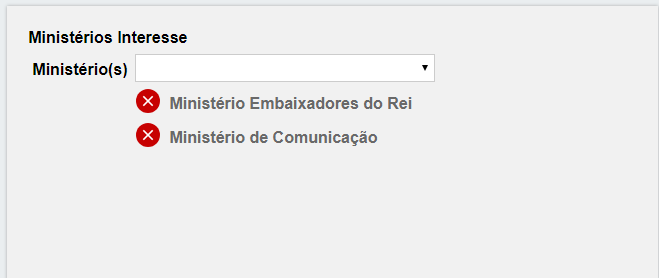 Ministérios Interesse
Ministério(s)
Ministério Embaixadores do Rei
Ministério de Comunicação